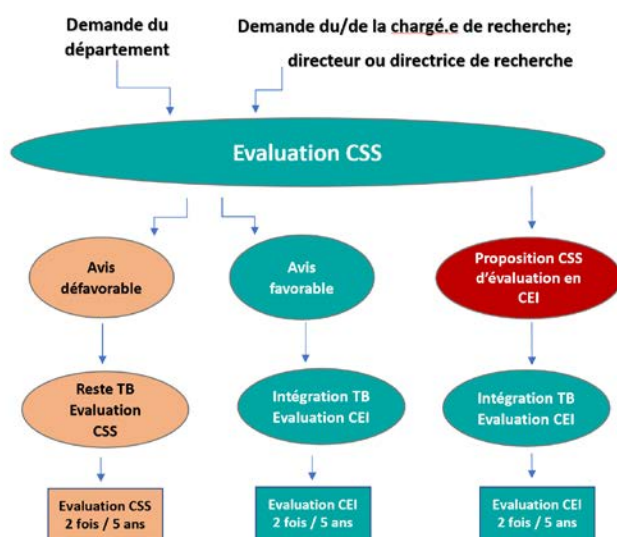 Demande du
département
Demande du/de la chargé.e de recherche;
directeur ou directrice de recherche
Evaluation CSS
Avis
défavorable
Avis
favorable
Proposition CSS
d'évaluation en
CEI
Reste TB
Evaluation
CSS
Intégration TB
Evaluation CEI
Intégration TB
Evaluation CEI
Evaluation CSS
2 fois / 5 ans
Evaluation CEI
2 fois / 5 ans
Evaluation CEI
2 fois / 5 ans